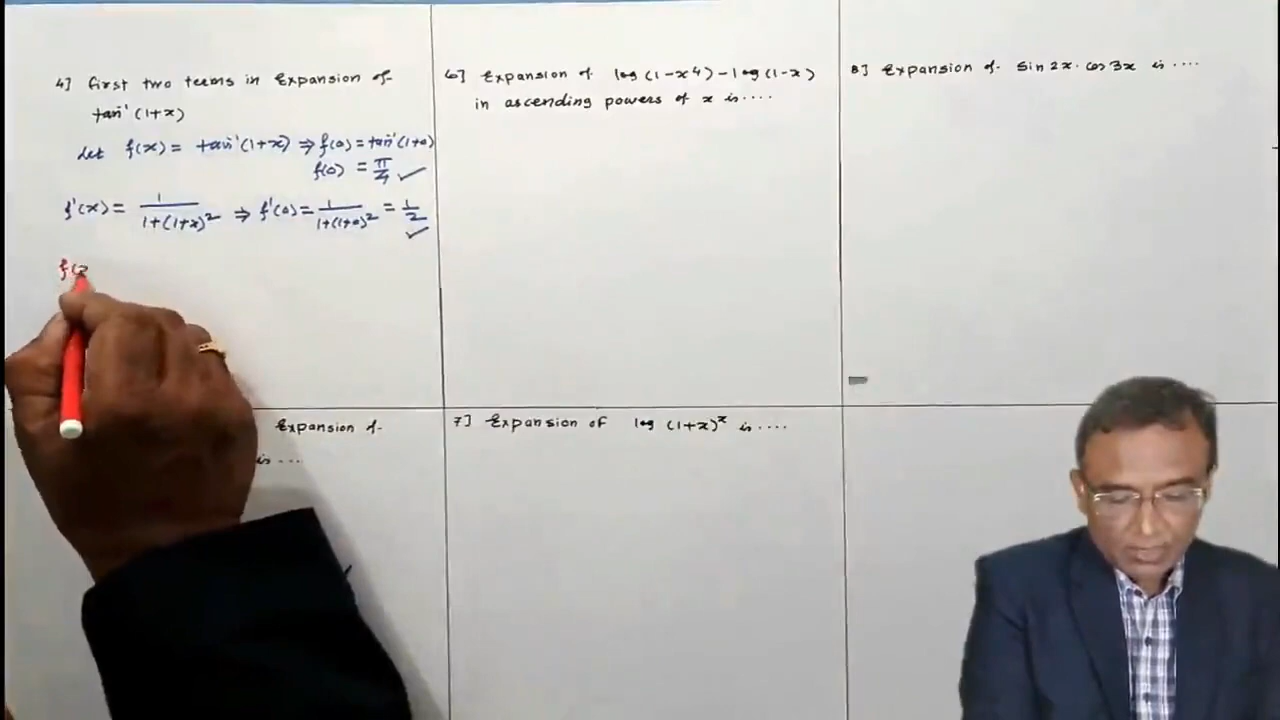 4] First two terms in Expansion of
tan⁻¹(1+x)
Let f(x) = tan⁻¹(1+x) ⇒ f(0) = tan⁻¹(1+0)
f(0) = π/4 ✓
f'(x) = 1/(1+(1+x)²) ⇒ f'(0) = 1/(1+(1+0)²) = 1/2
✓
f(x
Expansion of
is ...
6] Expansion of log(1-x4) - log(1-x)
in ascending powers of x is ....
7] Expansion of log (1+x)ˣ is ....
8] Expansion of sin 2x · cos 3x is ....